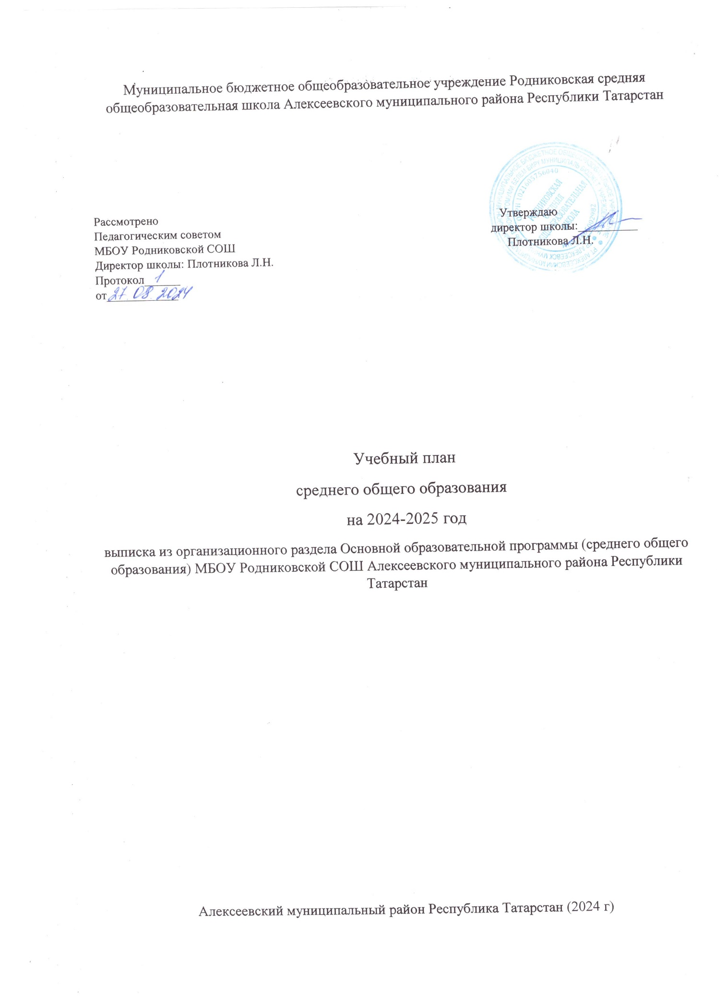 Муниципальное бюджетное общеобразовательное учреждение Родниковская средняя
общеобразовательная школа Алексеевского муниципального района Республики Татарстан
Рассмотрено
Педагогическим советом
МБОУ Родниковской СОШ
Директор школы: Плотникова Л.Н.
Протокол 1
от 27.08.2024
РОДНИКОВСКАЯ
СРЕДНЯЯ
ОБЩЕОБРАЗОВАТЕЛЬНАЯ
ШКОЛА
ОГРН 1021605756040
Утверждаю
директор школы:__________
Плотникова Л.Н.
Учебный план
среднего общего образования
на 2024-2025 год
выписка из организационного раздела Основной образовательной программы (среднего общего
образования) МБОУ Родниковской СОШ Алексеевского муниципального района Республики
Татарстан
Алексеевский муниципальный район Республика Татарстан (2024 г)